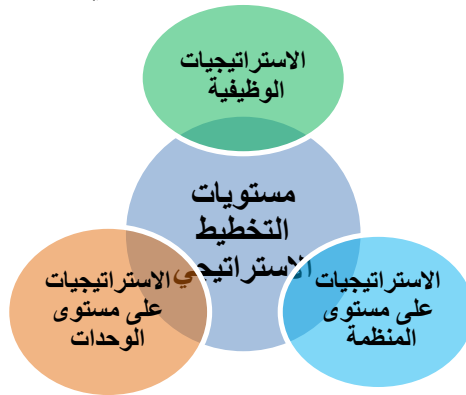 الاستراتيجيات
الوظيفية
مستويات
التخطيط
الاستراتيجي
الاستراتيجيات
على مستوى
المنظمة
الاستراتيجيات
على مستوى
الوحدات